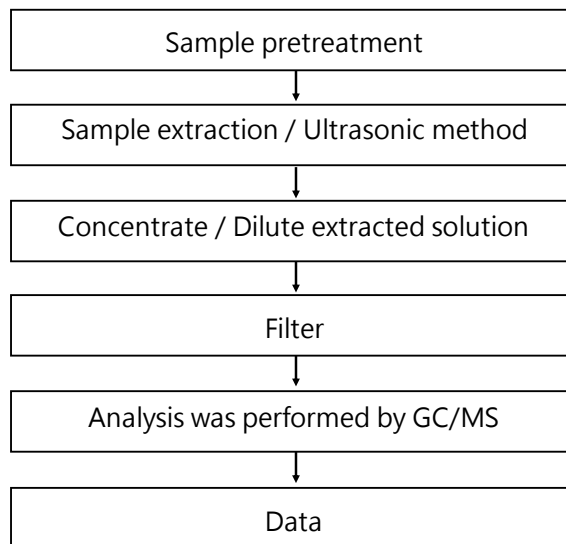 Sample pretreatment
Sample extraction / Ultrasonic method
Concentrate / Dilute extracted solution
Filter
Analysis was performed by GC/MS
Data